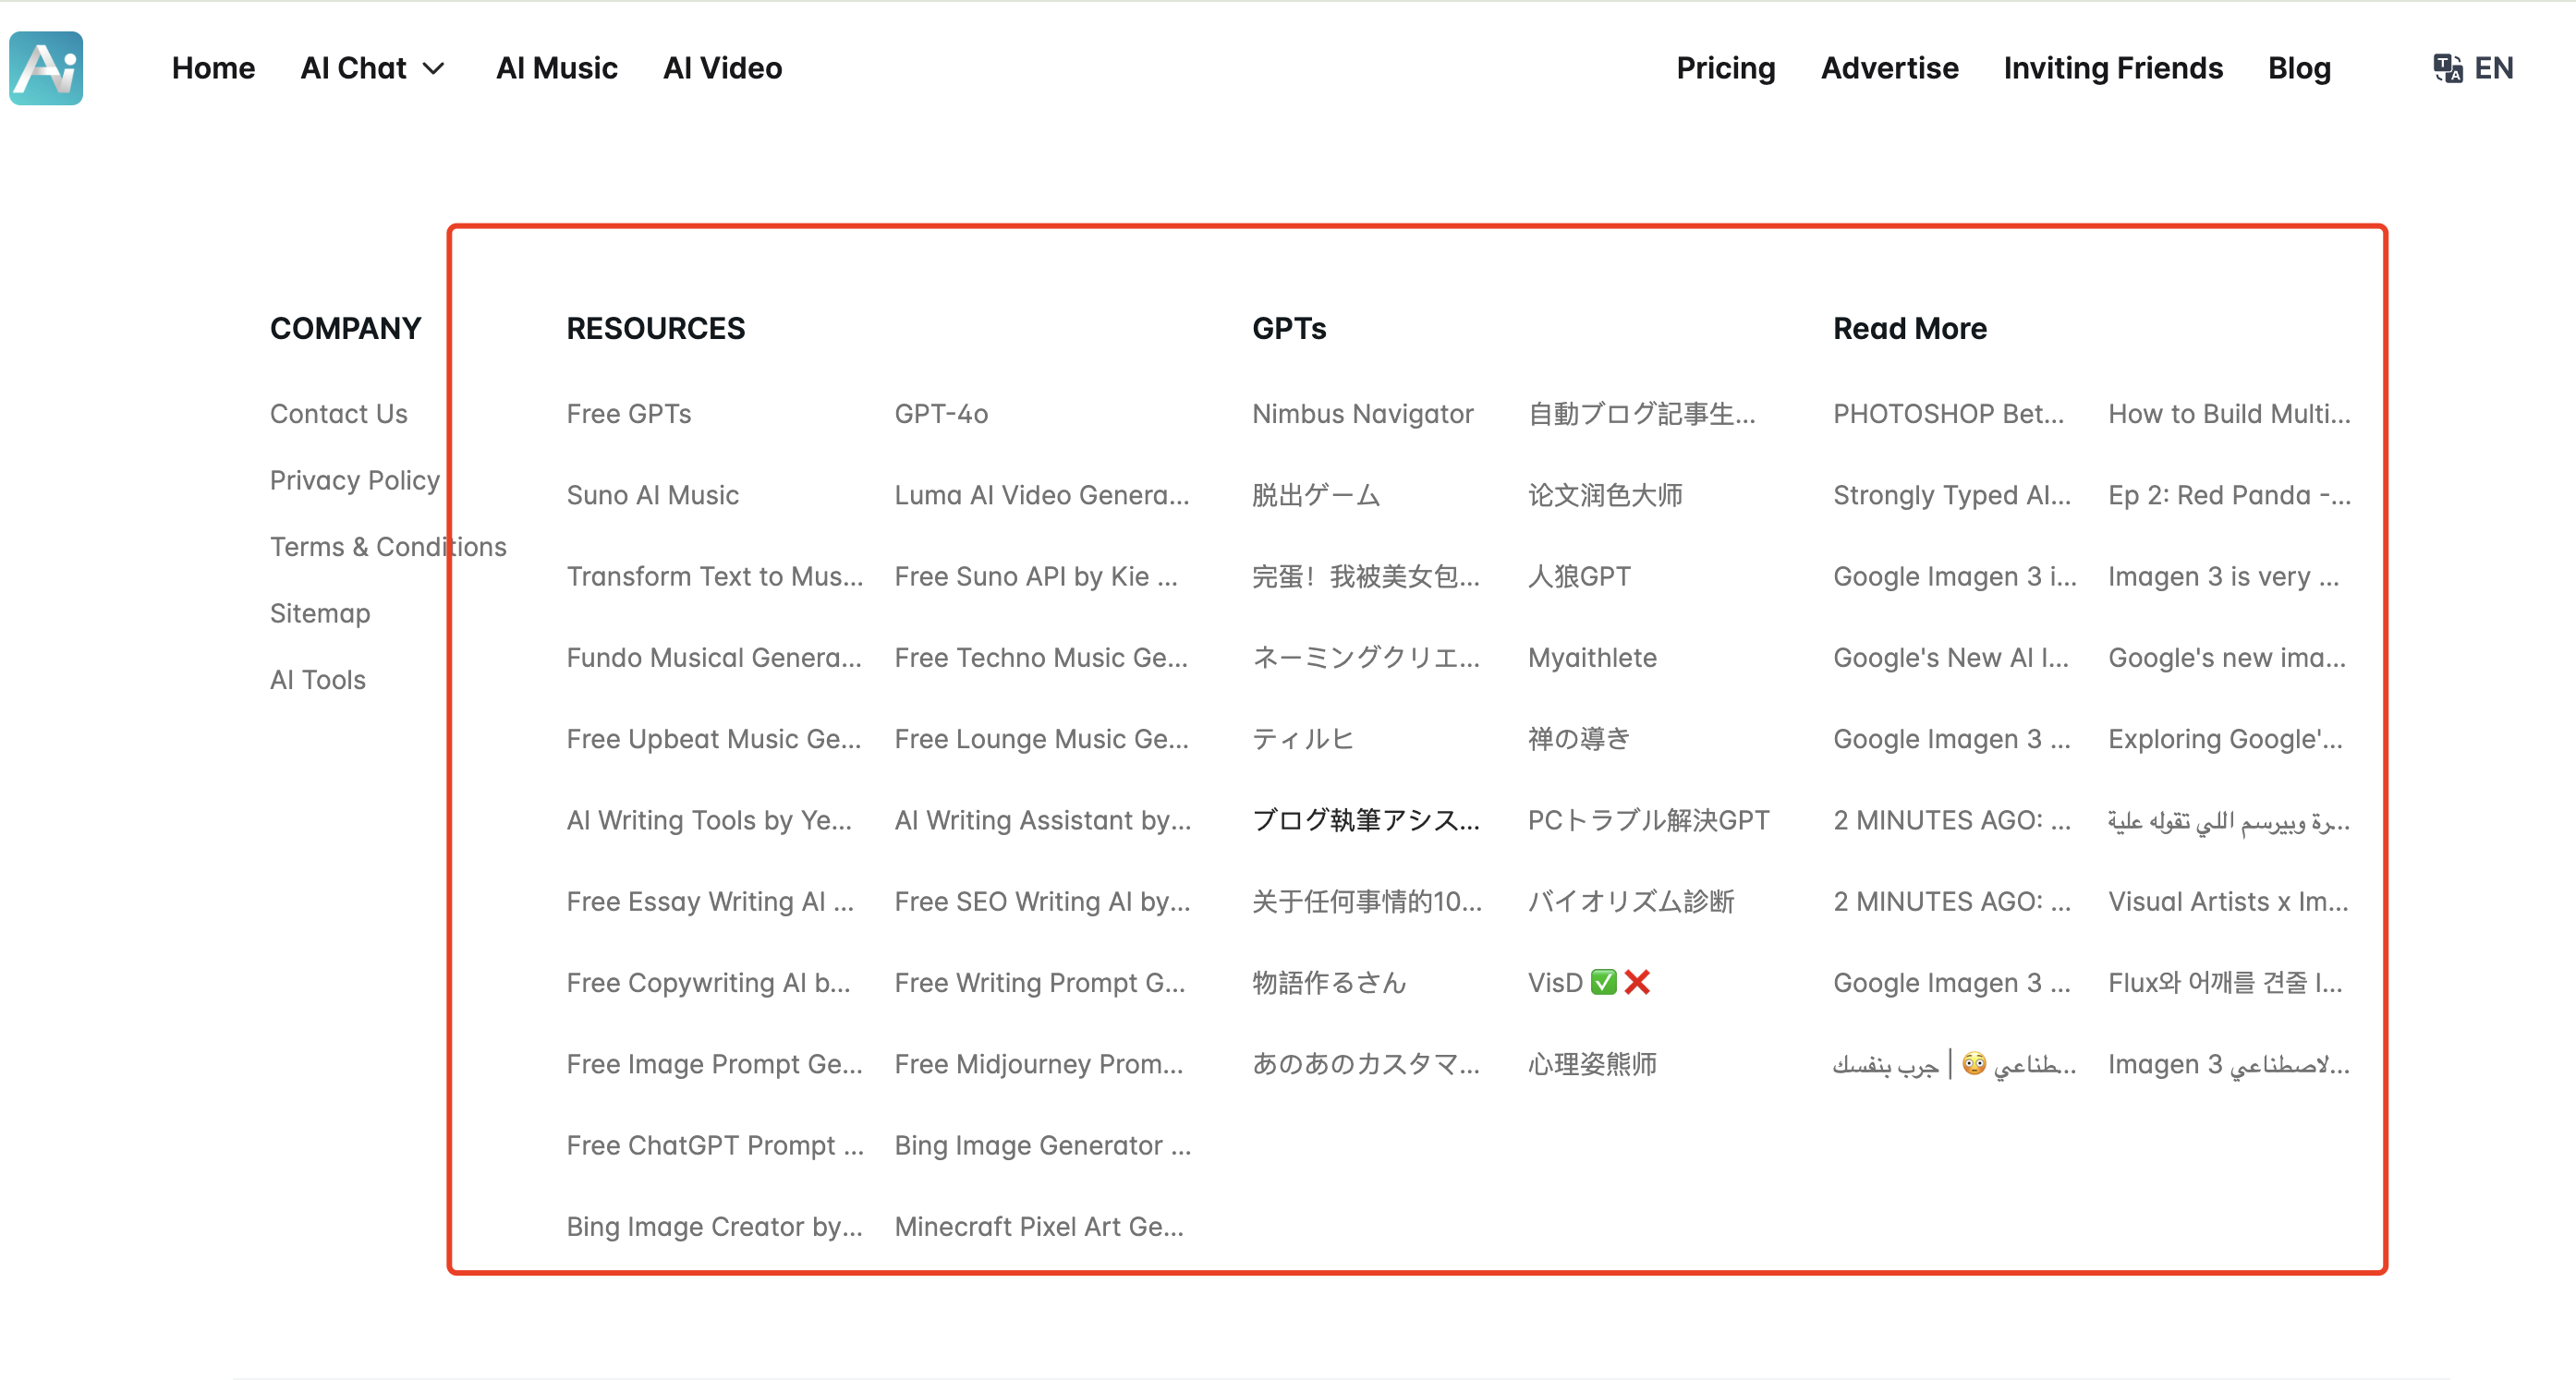 Ai
Home
AI Chat
AI Music
AI Video
Pricing
Advertise
Inviting Friends
Blog
EN
COMPANY
Contact Us
Privacy Policy
Terms & Conditions
Sitemap
AI Tools
RESOURCES
Free GPTs
GPT-4o
Suno AI Music
Luma AI Video Genera...
Transform Text to Mus...
Free Suno API by Kie ...
Fundo Musical Genera...
Free Techno Music Ge...
Free Upbeat Music Ge...
Free Lounge Music Ge...
AI Writing Tools by Ye...
AI Writing Assistant by...
Free Essay Writing AI ...
Free SEO Writing AI by...
Free Copywriting AI b...
Free Writing Prompt G...
Free Image Prompt Ge...
Free Midjourney Prom...
Free ChatGPT Prompt ...
Bing Image Generator ...
Bing Image Creator by...
Minecraft Pixel Art Ge...
GPTs
Nimbus Navigator
自動ブログ記事生...
脱出ゲーム
论文润色大师
完蛋！我被美女包...
人狼GPT
ネーミングクリエ...
Myaithlete
ティルヒ
禅の導き
ブログ執筆アシス...
PCトラブル解決GPT
关于任何事情的10...
バイオリズム診断
物語作るさん
VisD ✅❌
あのあのカスタマ...
心理姿熊师
Read More
PHOTOSHOP Bet...
How to Build Multi...
Strongly Typed AI...
Ep 2: Red Panda -...
Google Imagen 3 i...
Imagen 3 is very ...
Google's New AI I...
Google's new ima...
Google Imagen 3 ...
Exploring Google'...
2 MINUTES AGO: ...
...رة وبيرسم اللي تقوله علية
2 MINUTES AGO: ...
Visual Artists x Im...
Google Imagen 3 ...
Flux와 어깨를 견줄 I...
...طناعي 😳 | جرب بنفسك
Imagen 3 لاصطناعي...